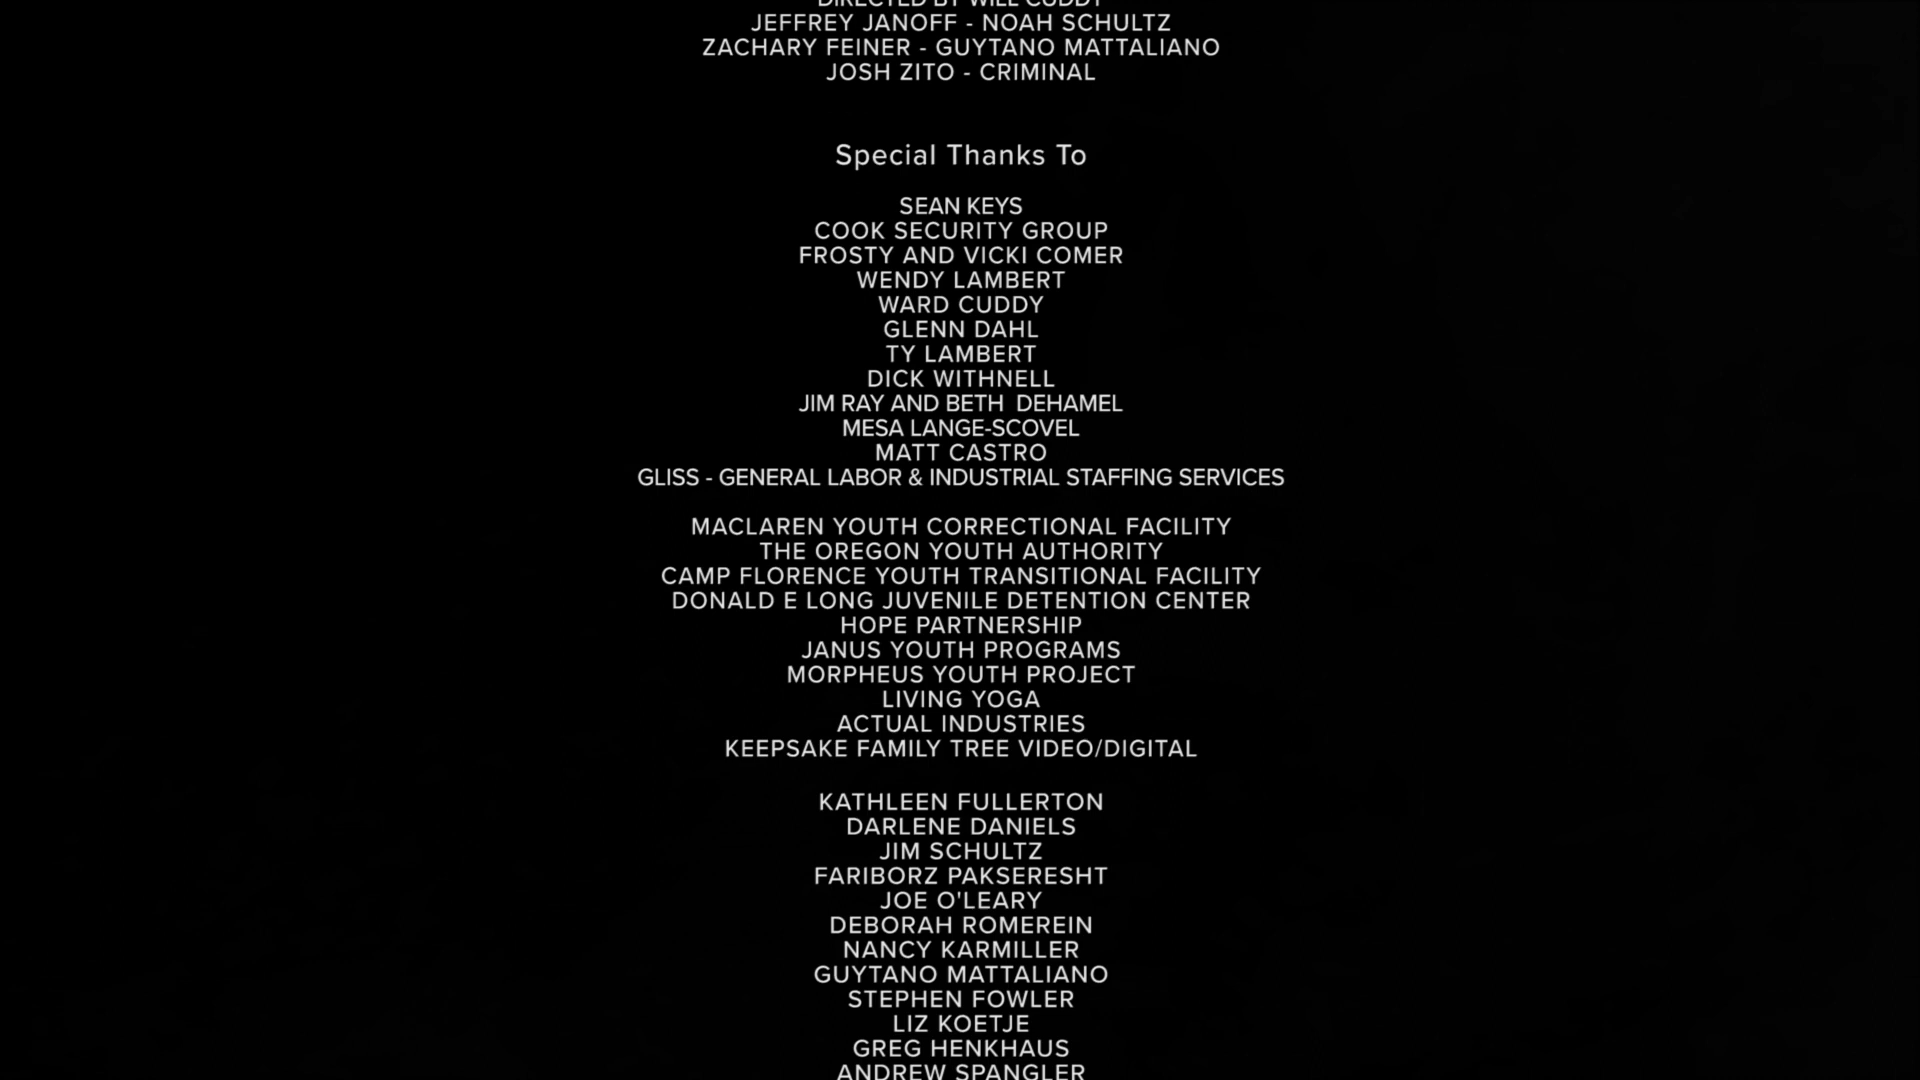 DIRECTED BY WILL CUDDY
JEFFREY JANOFF - NOAH SCHULTZ
ZACHARY FEINER - GUYTANO MATTALIANO
JOSH ZITO - CRIMINAL
Special Thanks To
SEAN KEYS
COOK SECURITY GROUP
FROSTY AND VICKI COMER
WENDY LAMBERT
WARD CUDDY
GLENN DAHL
TY LAMBERT
DICK WITHNELL
JIM RAY AND BETH  DEHAMEL
MESA LANGE-SCOVEL
MATT CASTRO
GLISS - GENERAL LABOR & INDUSTRIAL STAFFING SERVICES
MACLAREN YOUTH CORRECTIONAL FACILITY
THE OREGON YOUTH AUTHORITY
CAMP FLORENCE YOUTH TRANSITIONAL FACILITY
DONALD E LONG JUVENILE DETENTION CENTER
HOPE PARTNERSHIP
JANUS YOUTH PROGRAMS
MORPHEUS YOUTH PROJECT
LIVING YOGA
ACTUAL INDUSTRIES
KEEPSAKE FAMILY TREE VIDEO/DIGITAL
KATHLEEN FULLERTON
DARLENE DANIELS
JIM SCHULTZ
FARIBORZ PAKSERESHT
JOE O'LEARY
DEBORAH ROMEREIN
NANCY KARMILLER
GUYTANO MATTALIANO
STEPHEN FOWLER
LIZ KOETJE
GREG HENKHAUS
ANDREW SPANGLER